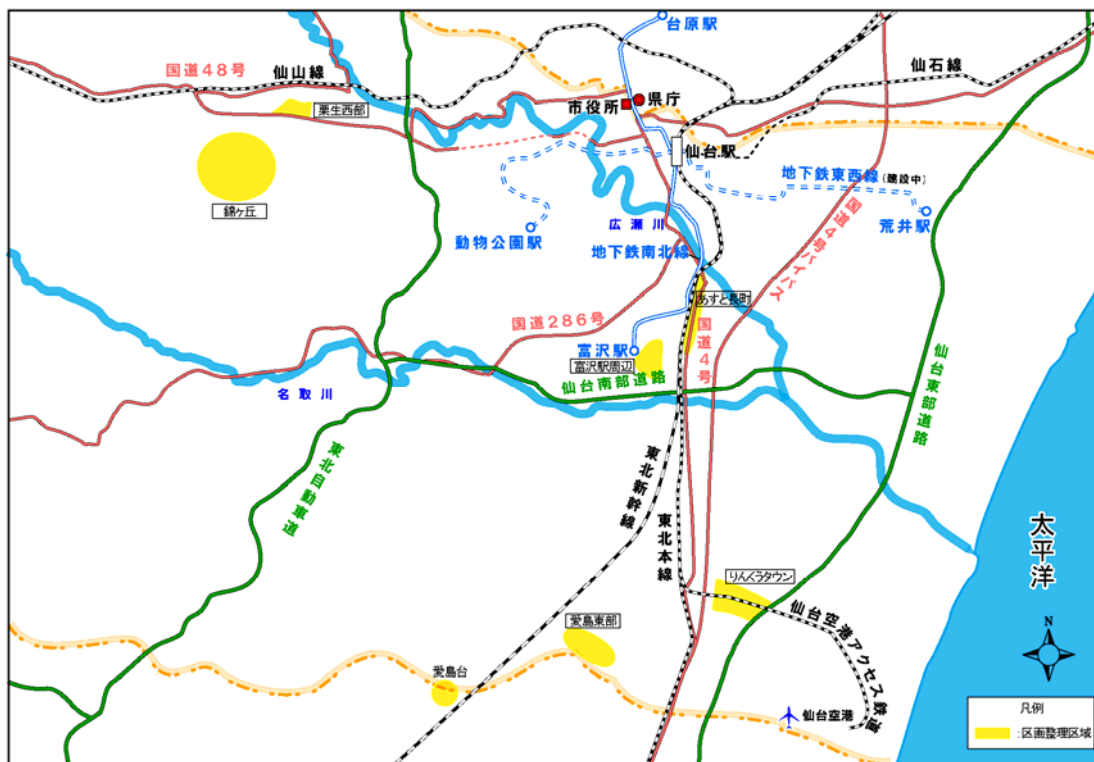 台原駅
国道48号
仙山線
仙石線
栗生西部
市役所
県庁
仙台駅
錦ヶ丘
地下鉄東西線(建設中)
荒井駅
動物公園駅
広瀬川
地下鉄南北線
国道4号バイパス
あすと長町
国道286号
国道4号
富沢駅
富沢駅周辺
仙台南部道路
仙台東部道路
名取川
東北自動車道
東北新幹線
東北本線
太平洋
りんくうタウン
仙台空港アクセス鉄道
愛島東部
愛島台
仙台空港
N
凡例
:区画整理区域